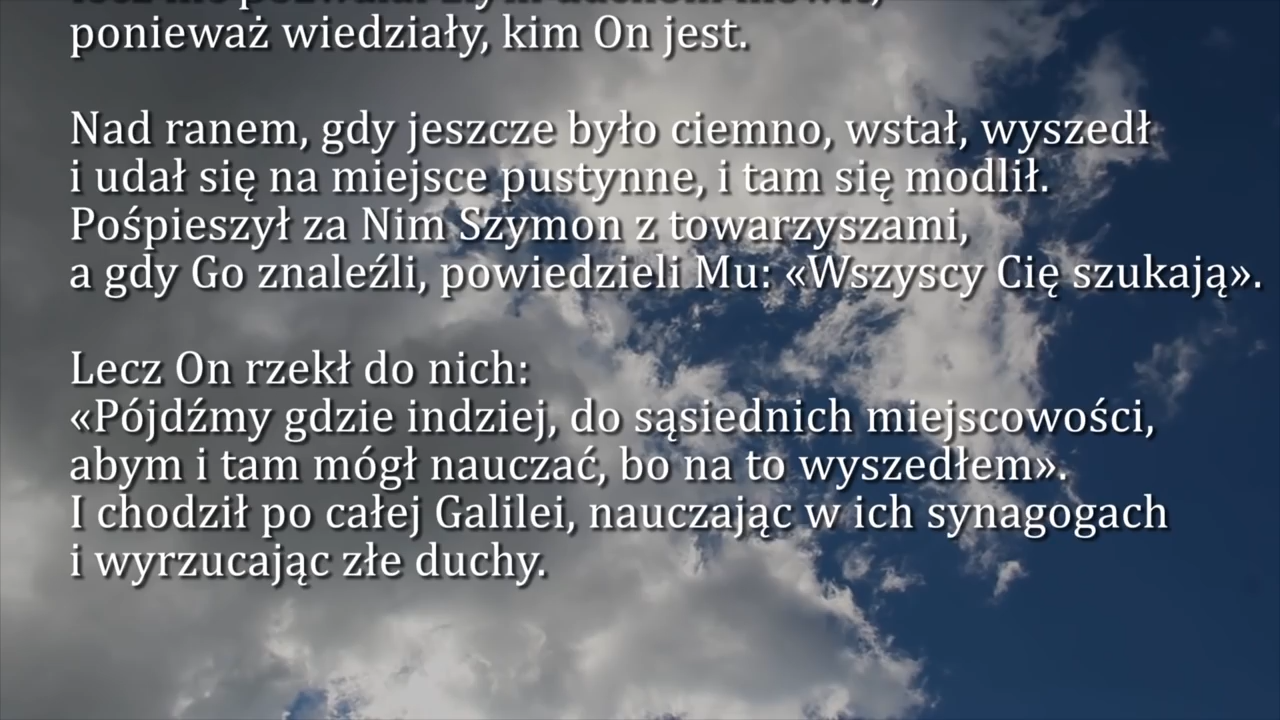 ponieważ wiedziały, kim On jest.
Nad ranem, gdy jeszcze było ciemno, wstał, wyszedł
i udał się na miejsce pustynne, i tam się modlił.
Pośpieszył za Nim Szymon z towarzyszami,
a gdy Go znaleźli, powiedzieli Mu: «Wszyscy Cię szukają».
Lecz On rzekł do nich:
«Pójdźmy gdzie indziej, do sąsiednich miejscowości,
abym i tam mógł nauczać, bo na to wyszedłem».
I chodził po całej Galilei, nauczając w ich synagogach
i wyrzucając złe duchy.